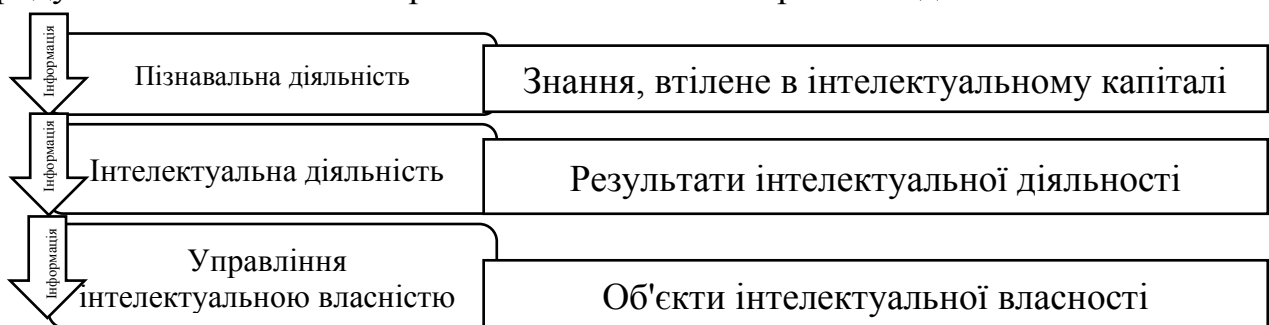 Інформація
Пізнавальна діяльність
Знання, втілене в інтелектуальному капіталі
Інформація
Інтелектуальна діяльність
Результати інтелектуальної діяльності
Інформація
Управління
інтелектуальною власністю
Об'єкти інтелектуальної власності